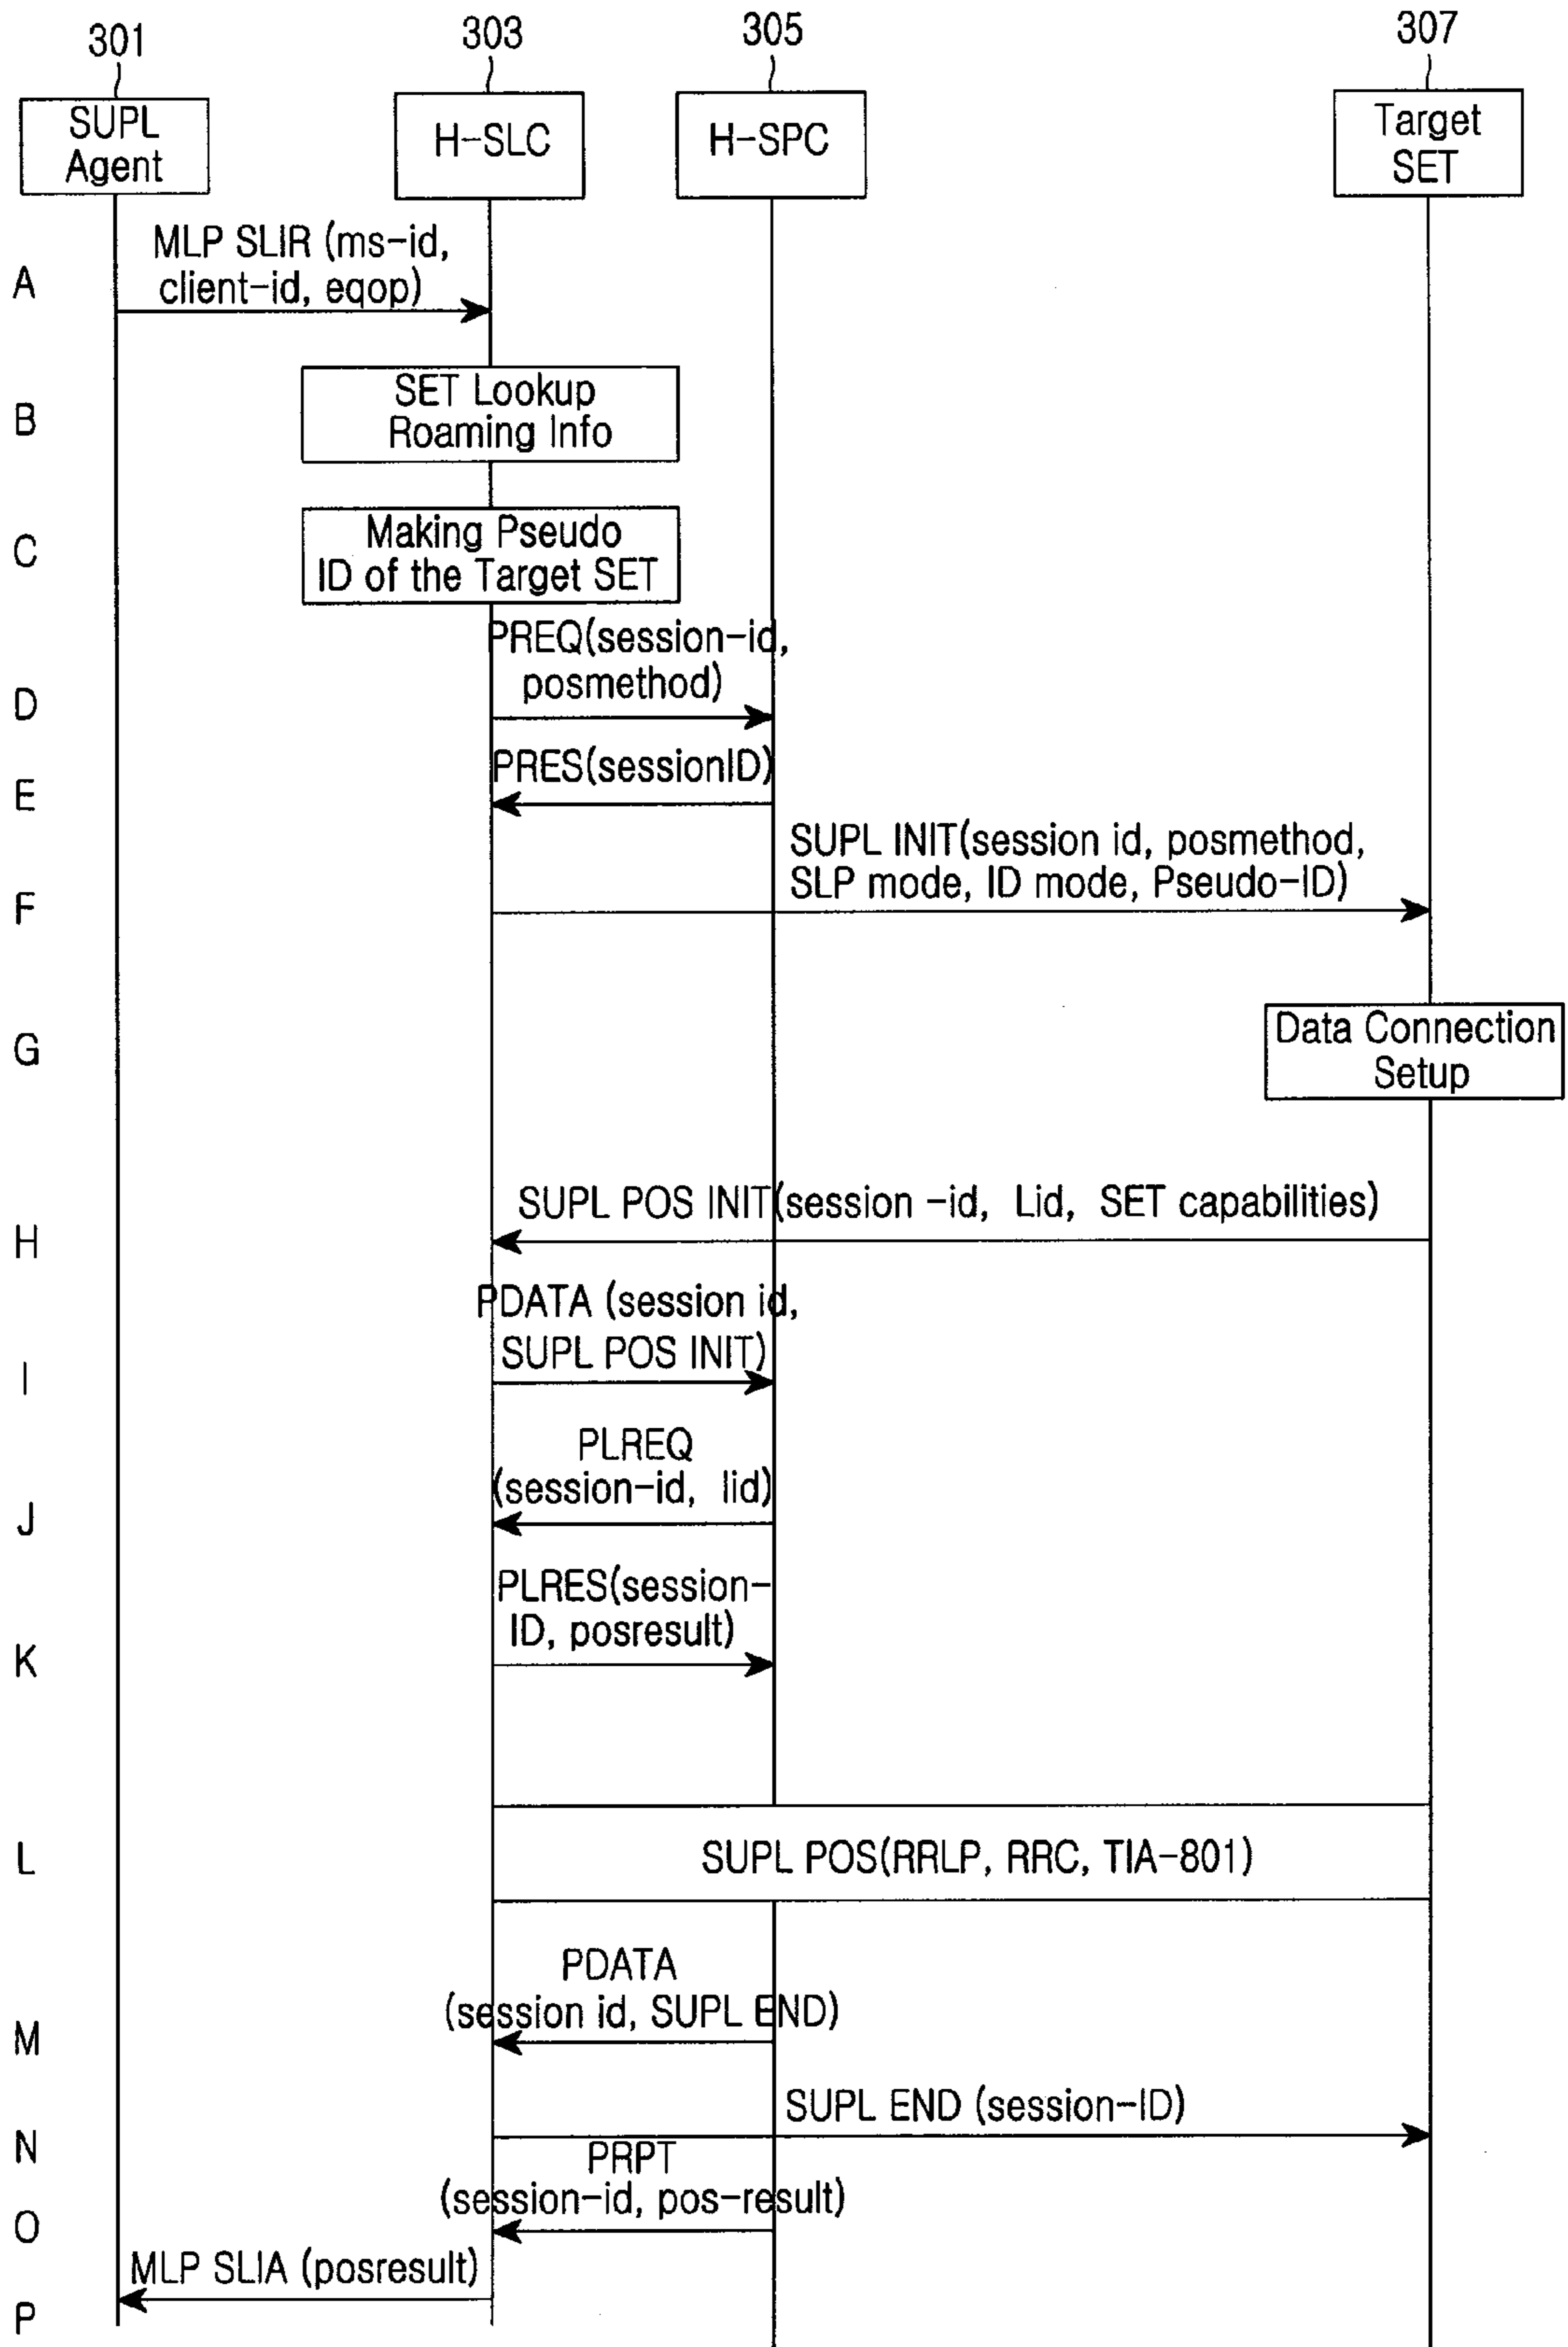 301
303
305
307
SUPL
Agent
H-SLC
H-SPC
Target
SET
A
MLP SLIR (ms-id,
client-id, eqop)
B
SET Lookup
Roaming Info
C
Making Pseudo
ID of the Target SET
D
PREQ(session-id,
posmethod)
E
PRES(sessionID)
F
SUPL INIT(session id, posmethod,
SLP mode, ID mode, Pseudo-ID)
G
Data Connection
Setup
H
SUPL POS INIT(session -id, Lid, SET capabilities)
I
PDATA (session id,
SUPL POS INIT)
J
PLREQ
(session-id, lid)
K
PLRES(session-
ID, posresult)
L
SUPL POS(RRLP, RRC, TIA-801)
M
PDATA
(session id, SUPL END)
N
SUPL END (session-ID)
O
PRPT
(session-id, pos-result)
P
MLP SLIA (posresult)